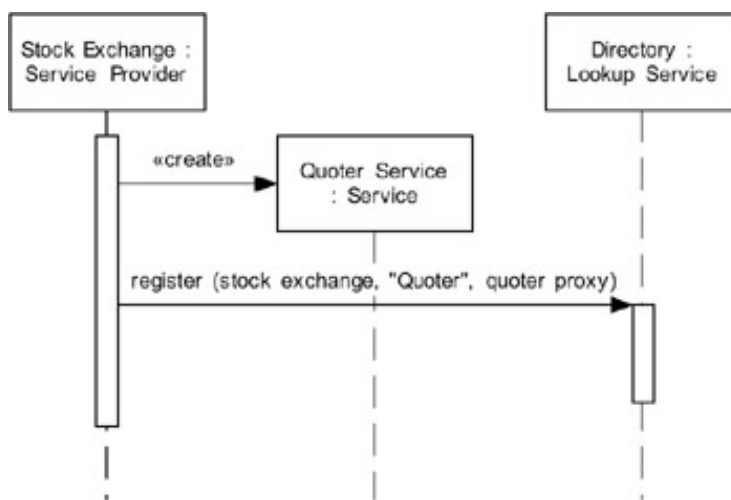 Stock Exchange :
Service Provider
Directory :
Lookup Service
«create»
Quoter Service
: Service
register (stock exchange, "Quoter", quoter proxy)